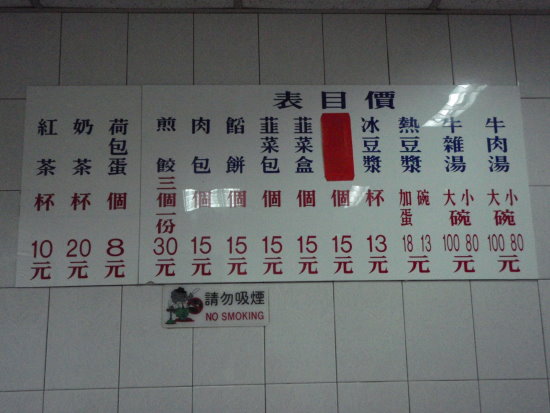 價目表
牛肉湯 大小碗 100 80元
牛雜湯 大小碗 100 80元
熱豆漿 加蛋 碗 18 13元
冰豆漿 杯 13元
個 15元
韮菜盒 個 15元
韮菜包 個 15元
餡餅 個 15元
肉包 個 15元
煎餃 三個一份 30元
荷包蛋 個 8元
奶茶 杯 20元
紅茶 杯 10元
請勿吸煙
NO SMOKING